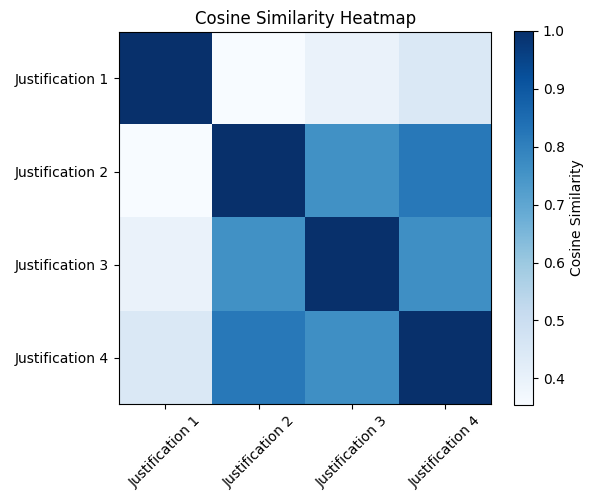 Cosine Similarity Heatmap
Justification 1
Justification 2
Justification 3
Justification 4
Justification 1
Justification 2
Justification 3
Justification 4
1.0
0.9
0.8
0.7
0.6
0.5
0.4
Cosine Similarity